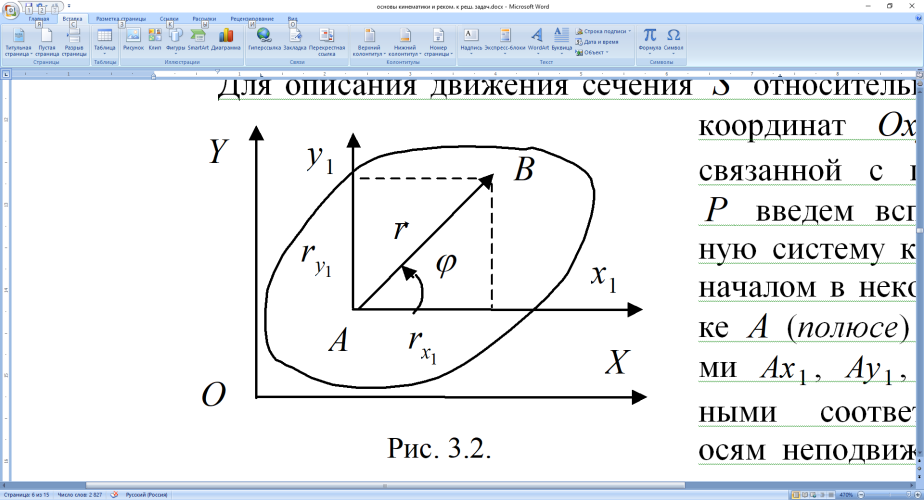 основы кинематики и реком. к реш. задач.docx - Microsoft Word
Главная Вставка Разметка страницы Ссылки Рассылки Рецензирование Вид
Титульная страница Пустая страница Разрыв страницы Таблица Рисунок Клип Фигуры SmartArt Диаграмма Гиперссылка Закладка Перекрестная ссылка Верхний колонтитул Нижний колонтитул Номер страницы Надпись Экспресс-блоки WordArt Буквица Строка подписи Дата и время Объект Формула Символ
Страницы Таблицы Иллюстрации Связи Колонтитулы Текст Символы
Для описания движения сечения S относитель
координат Ox
связанной с
P введем всп
ную систему к
началом в неко
ке A (полюсе)
ми Ax₁, Ay₁,
ными соответ
осям неподвиж
Y
y₁
B
r
r_y₁
φ
x₁
A
r_x₁
X
O
Рис. 3.2.
Страница: 6 из 15 Число слов: 2 827 Русский (Россия) 410%